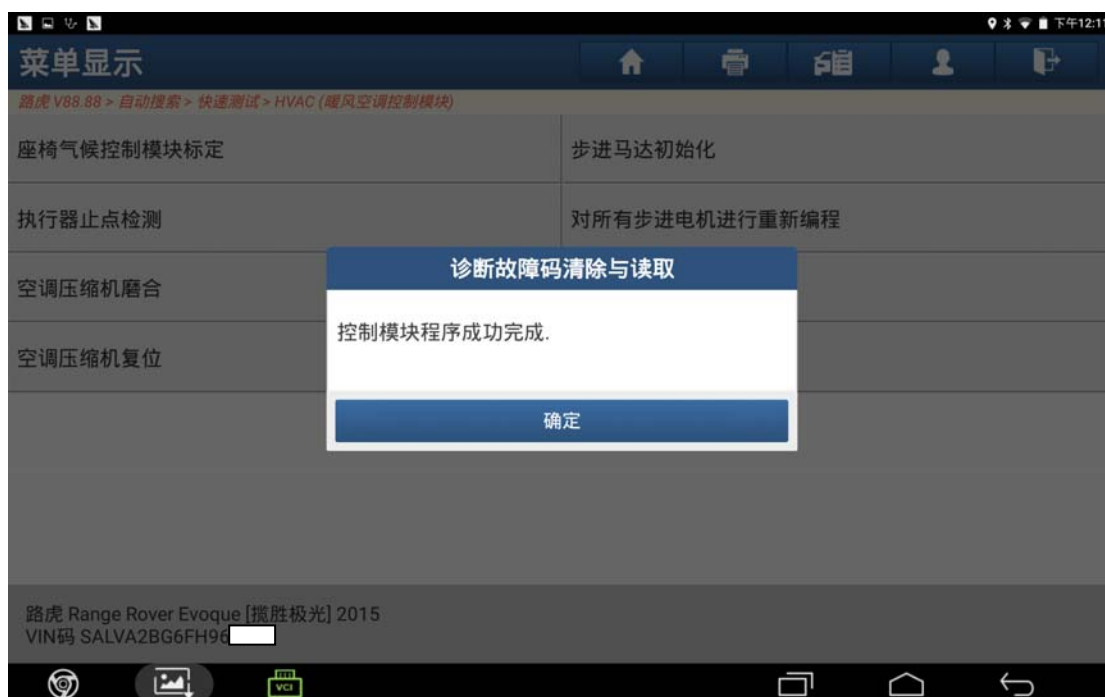 下午12:11
菜单显示
路虎 V88.88 > 自动搜索 > 快速测试 > HVAC (暖风空调控制模块)
座椅气候控制模块标定
步进马达初始化
执行器止点检测
对所有步进电机进行重新编程
诊断故障码清除与读取
空调压缩机磨合
控制模块程序成功完成.
空调压缩机复位
确定
路虎 Range Rover Evoque [揽胜极光] 2015
VIN码 SALVA2BG6FH96
VCI